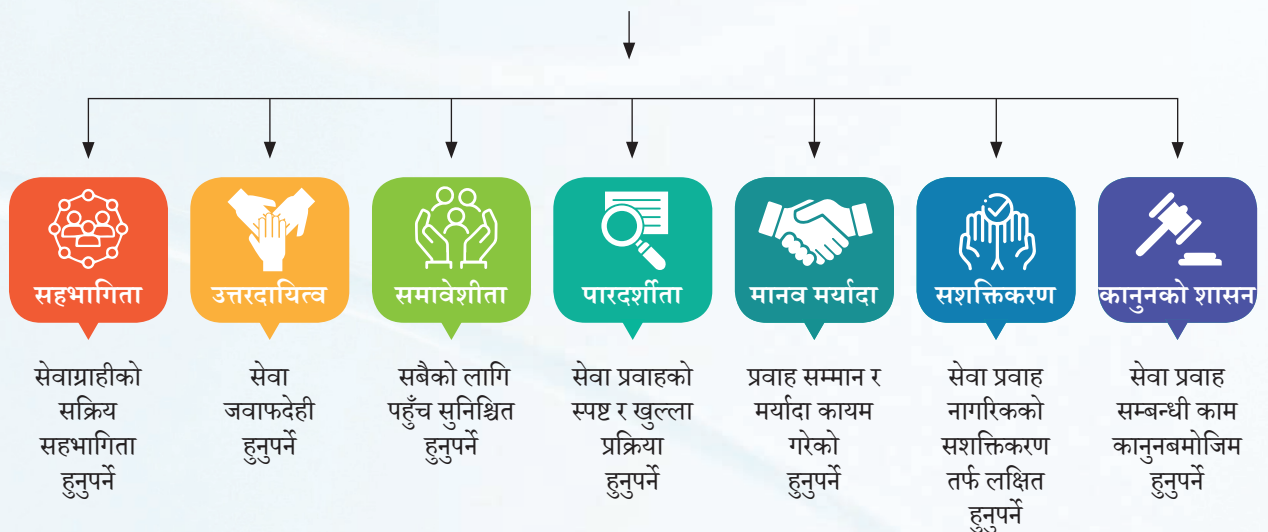 सहभागिता
सेवाग्राहीको
सक्रिय
सहभागिता
हुनुपर्ने
उत्तरदायित्व
सेवा
जवाफदेही
हुनुपर्ने
समावेशीता
सबैको लागि
पहुँच सुनिश्चित
हुनुपर्ने
पारदर्शीता
सेवा प्रवाहको
स्पष्ट र खुल्ला
प्रक्रिया
हुनुपर्ने
मानव मर्यादा
प्रवाह सम्मान र
मर्यादा कायम
गरेको
हुनुपर्ने
सशक्तिकरण
सेवा प्रवाह
नागरिकको
सशक्तिकरण
तर्फ लक्षित
हुनुपर्ने
कानुनको शासन
सेवा प्रवाह
सम्बन्धी काम
कानुनबमोजिम
हुनुपर्ने